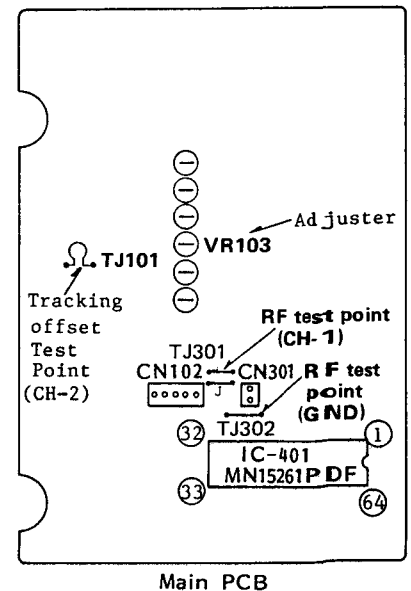 Adjuster
VR103
TJ101
Tracking
offset
Test
Point
(CH-2)
RF test point
(CH-1)
TJ301
CN102
CN301
J
RF test
point
(GND)
TJ302
32
1
IC-401
MN15261PDF
33
64
Main PCB